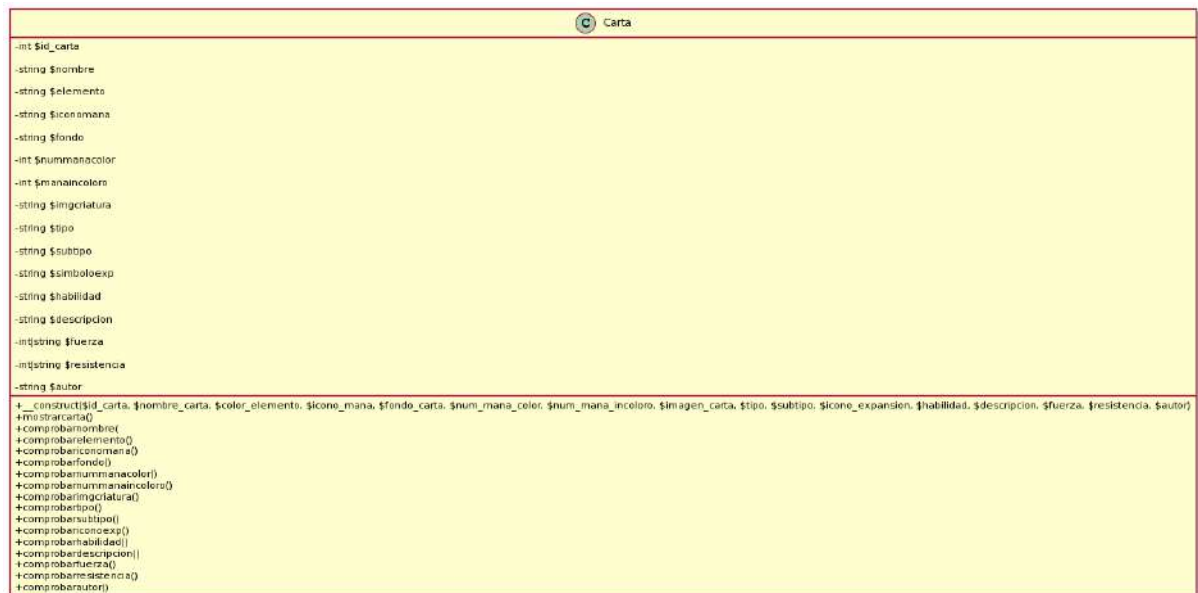 C Carta
-int $id_carta
-string $nombre
-string $elemento
-string $iconomana
-string $fondo
-int $nummanacolor
-int $manaincoloro
-string $imgcriatura
-string $tipo
-string $subtipo
-string $simboloexp
-string $habilidad
-string $descripcion
-int|string $fuerza
-int|string $resistencia
-string $autor
+__construct($id_carta, $nombre_carta, $color_elemento, $icono_mana, $fondo_carta, $num_mana_color, $num_mana_incoloro, $imagen_carta, $tipo, $subtipo, $icono_expansion, $habilidad, $descripcion, $fuerza, $resistencia, $autor)
+mostrarcarta()
+comprobarnombre(
+comprobarelemento()
+comprobariconomana()
+comprobarfondo()
+comprobarnummanacolor()
+comprobarnummanaincoloro()
+comprobarimgcriatura()
+comprobartipo()
+comprobarsubtipo()
+comprobariconoexp()
+comprobarhabilidad()
+comprobardescripcion()
+comprobarfuerza()
+comprobarresistencia()
+comprobarautor()